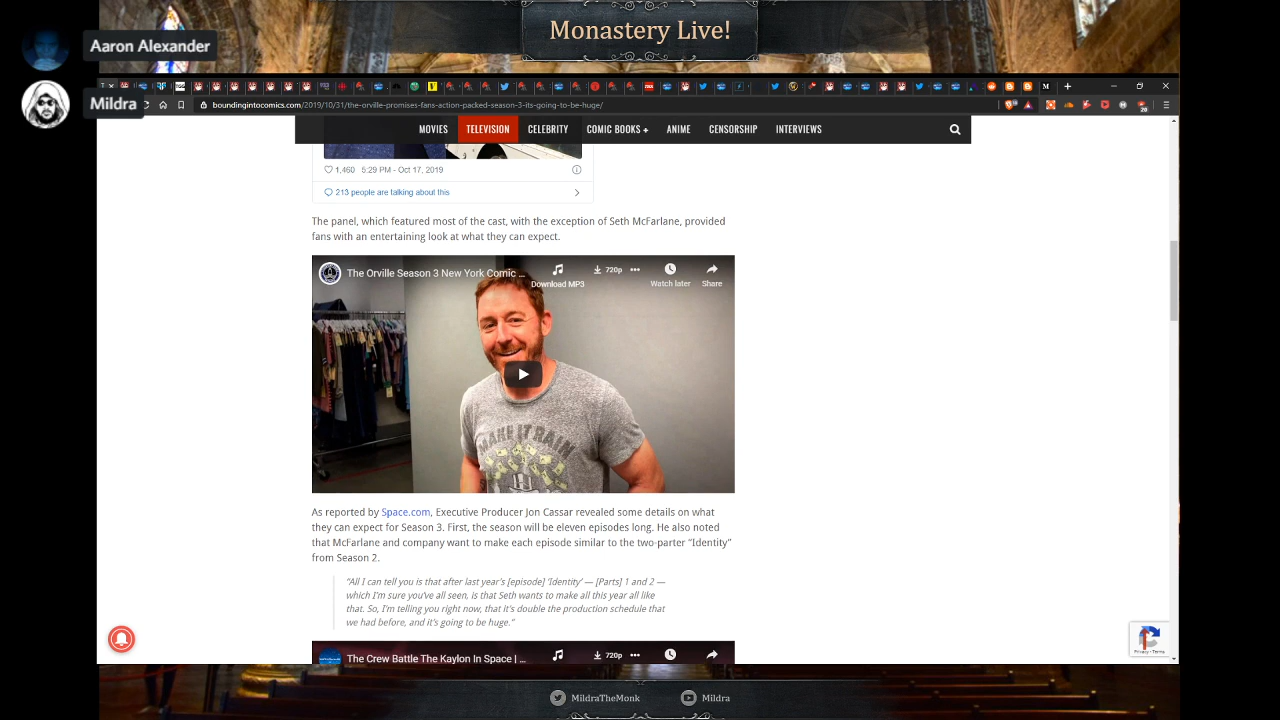 Monastery Live!
Aaron Alexander
Mildra
boundingintocomics.com/2019/10/31/the-orville-promises-fans-action-packed-season-3-its-going-to-be-huge/
MOVIES TELEVISION CELEBRITY COMIC BOOKS + ANIME CENSORSHIP INTERVIEWS
1,460 5:29 PM - Oct 17, 2019
213 people are talking about this
The panel, which featured most of the cast, with the exception of Seth McFarlane, provided
fans with an entertaining look at what they can expect.
The Orville Season 3 New York Comic ...
720p
Download MP3
Watch later
Share
MAKE IT RAIN
As reported by Space.com, Executive Producer Jon Cassar revealed some details on what
they can expect for Season 3. First, the season will be eleven episodes long. He also noted
that McFarlane and company want to make each episode similar to the two-parter “Identity”
from Season 2.
“All I can tell you is that after last year’s [episode] ‘Identity’ — [Parts] 1 and 2 —
which I’m sure you’ve all seen, is that Seth wants to make all this year all like
that. So, I’m telling you right now, that it’s double the production schedule that
we had before, and it’s going to be huge.”
The Crew Battle The Kaylon In Space | ...
720p
Privacy - Terms
MildraTheMonk
Mildra